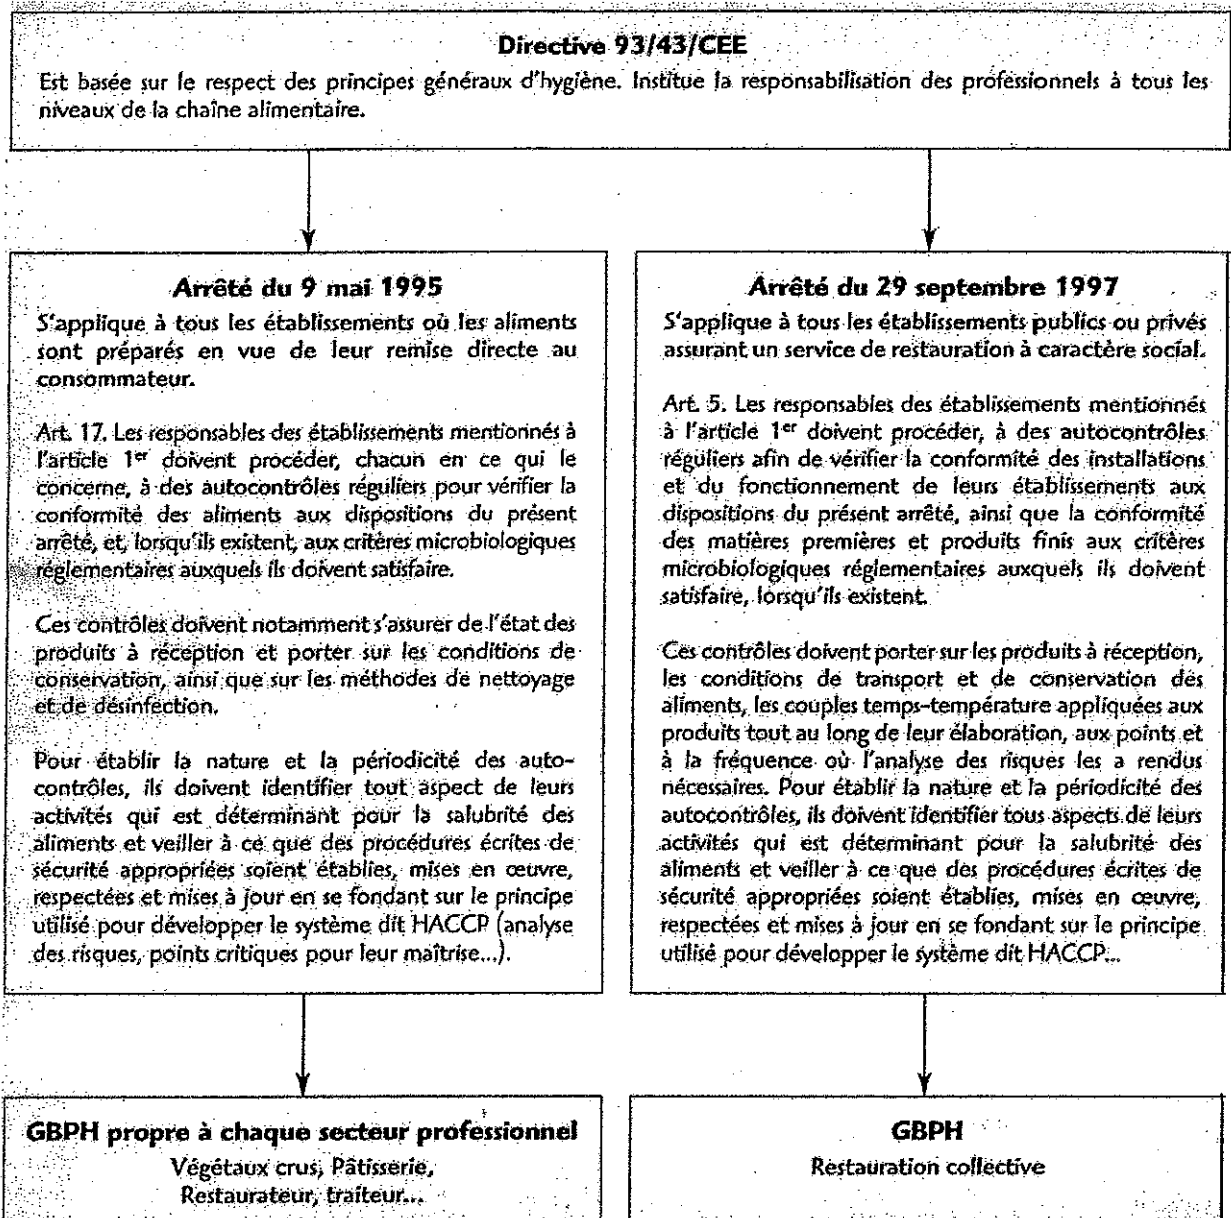 Directive 93/43/CEE
Est basée sur le respect des principes généraux d'hygiène. Institue la responsabilisation des professionnels à tous les
niveaux de la chaîne alimentaire.
Arrêté du 9 mai 1995
S'applique à tous les établissements où les aliments
sont préparés en vue de leur remise directe au
consommateur.
Art. 17. Les responsables des établissements mentionnés à
l'article 1er doivent procéder, chacun en ce qui le
concerne, à des autocontrôles réguliers pour vérifier la
conformité des aliments aux dispositions du présent
arrêté, et, lorsqu'ils existent, aux critères microbiologiques
réglementaires auxquels ils doivent satisfaire.
Ces contrôles doivent notamment s'assurer de l'état des
produits à réception et porter sur les conditions de
conservation, ainsi que sur les méthodes de nettoyage
et de désinfection.
Pour établir la nature et la périodicité des auto-
contrôles, ils doivent identifier tout aspect de leurs
activités qui est déterminant pour la salubrité des
aliments et veiller à ce que des procédures écrites de
sécurité appropriées soient établies, mises en œuvre,
respectées et mises à jour en se fondant sur le principe
utilisé pour développer le système dit HACCP (analyse
des risques, points critiques pour leur maîtrise...).
Arrêté du 29 septembre 1997
S'applique à tous les établissements publics ou privés
assurant un service de restauration à caractère social.
Art. 5. Les responsables des établissements mentionnés
à l'article 1er doivent procéder, à des autocontrôles
réguliers afin de vérifier la conformité des installations
et du fonctionnement de leurs établissements aux
dispositions du présent arrêté, ainsi que la conformité
des matières premières et produits finis aux critères
microbiologiques réglementaires auxquels ils doivent
satisfaire, lorsqu'ils existent.
Ces contrôles doivent porter sur les produits à réception,
les conditions de transport et de conservation des
aliments, les couples temps-température appliquées aux
produits tout au long de leur élaboration, aux points et
à la fréquence où l'analyse des risques les a rendus
nécessaires. Pour établir la nature et la périodicité des
autocontrôles, ils doivent identifier tous aspects de leurs
activités qui est déterminant pour la salubrité des
aliments et veiller à ce que des procédures écrites de
sécurité appropriées soient établies, mises en œuvre,
respectées et mises à jour en se fondant sur le principe
utilisé pour développer le système dit HACCP...
GBPH propre à chaque secteur professionnel
Végétaux crus, Pâtisserie,
Restaurateur, traiteur...
GBPH
Restauration collective